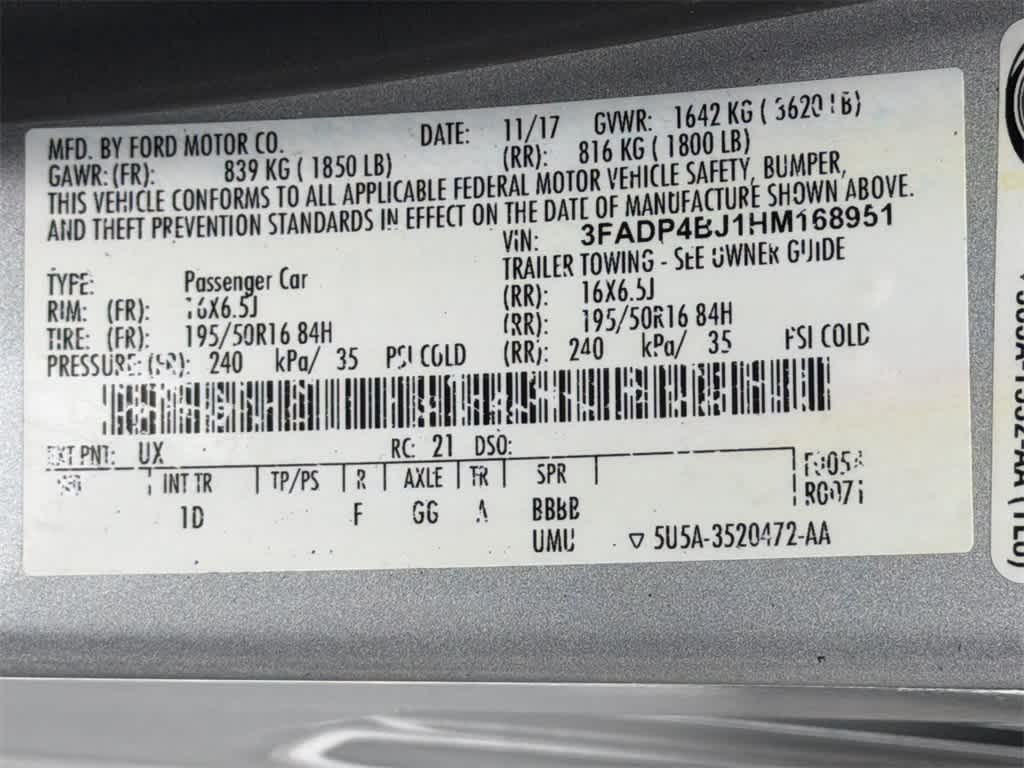 MFD. BY FORD MOTOR CO. DATE: 11/17 GVWR: 1642 KG ( 3620 LB)
GAWR: (FR): 839 KG ( 1850 LB) (RR): 816 KG ( 1800 LB)
THIS VEHICLE CONFORMS TO ALL APPLICABLE FEDERAL MOTOR VEHICLE SAFETY, BUMPER,
AND THEFT PREVENTION STANDARDS IN EFFECT ON THE DATE OF MANUFACTURE SHOWN ABOVE.
VIN: 3FADP4BJ1HM168951
TYPE: Passenger Car TRAILER TOWING - SEE OWNER GUIDE
RIM: (FR): 16X6.5J (RR): 16X6.5J
TIRE: (FR): 195/50R16 84H (RR): 195/50R16 84H
PRESSURE: (FR): 240 kPa/ 35 PSI COLD (RR): 240 kPa/ 35 PSI COLD
EXT PNT: UX RC: 21 DSO:
INT TR TP/PS R AXLE TR SPR F0054
1D F GG A BBBB R0071
UMU ▽ 5U5A-3520472-AA